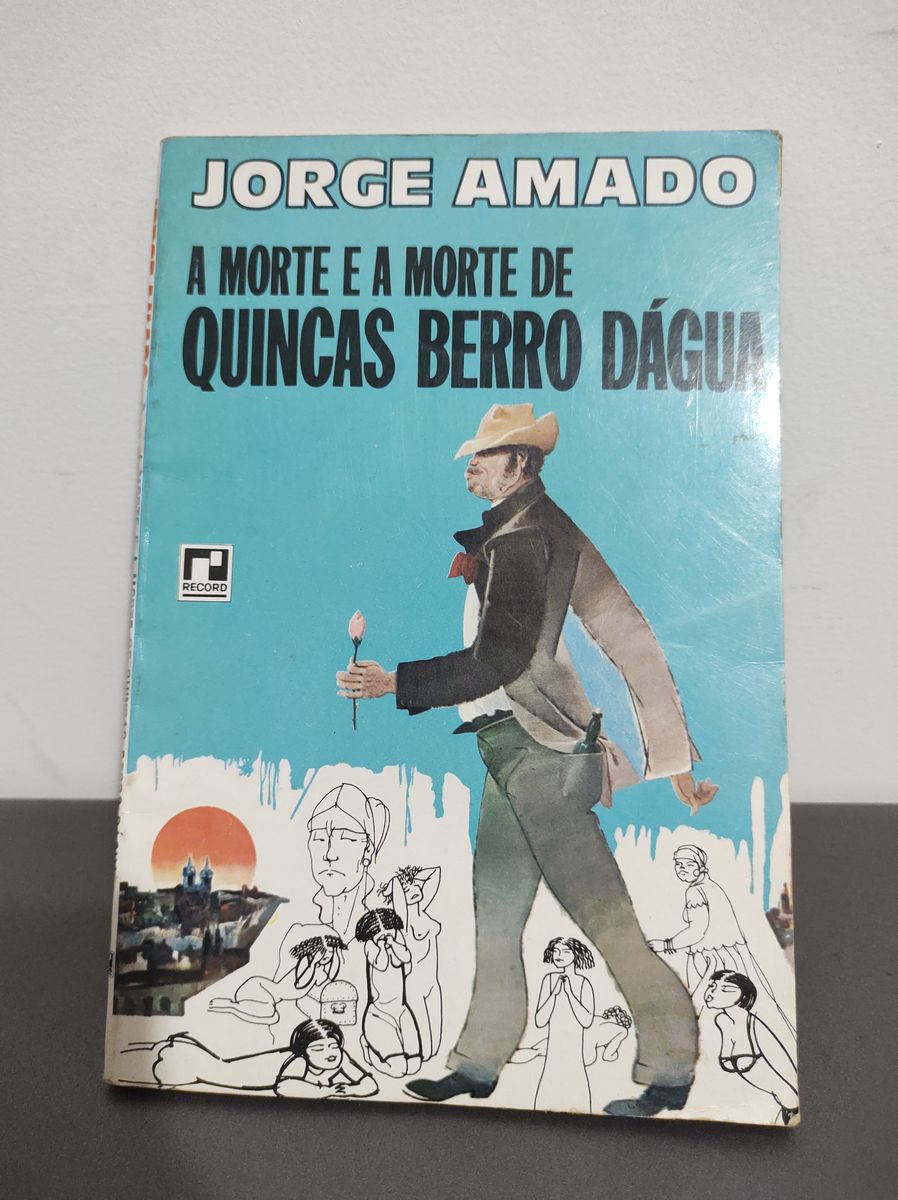 JORGE AMADO
A MORTE E A MORTE DE
QUINCAS BERRO DÁGUA
RECORD